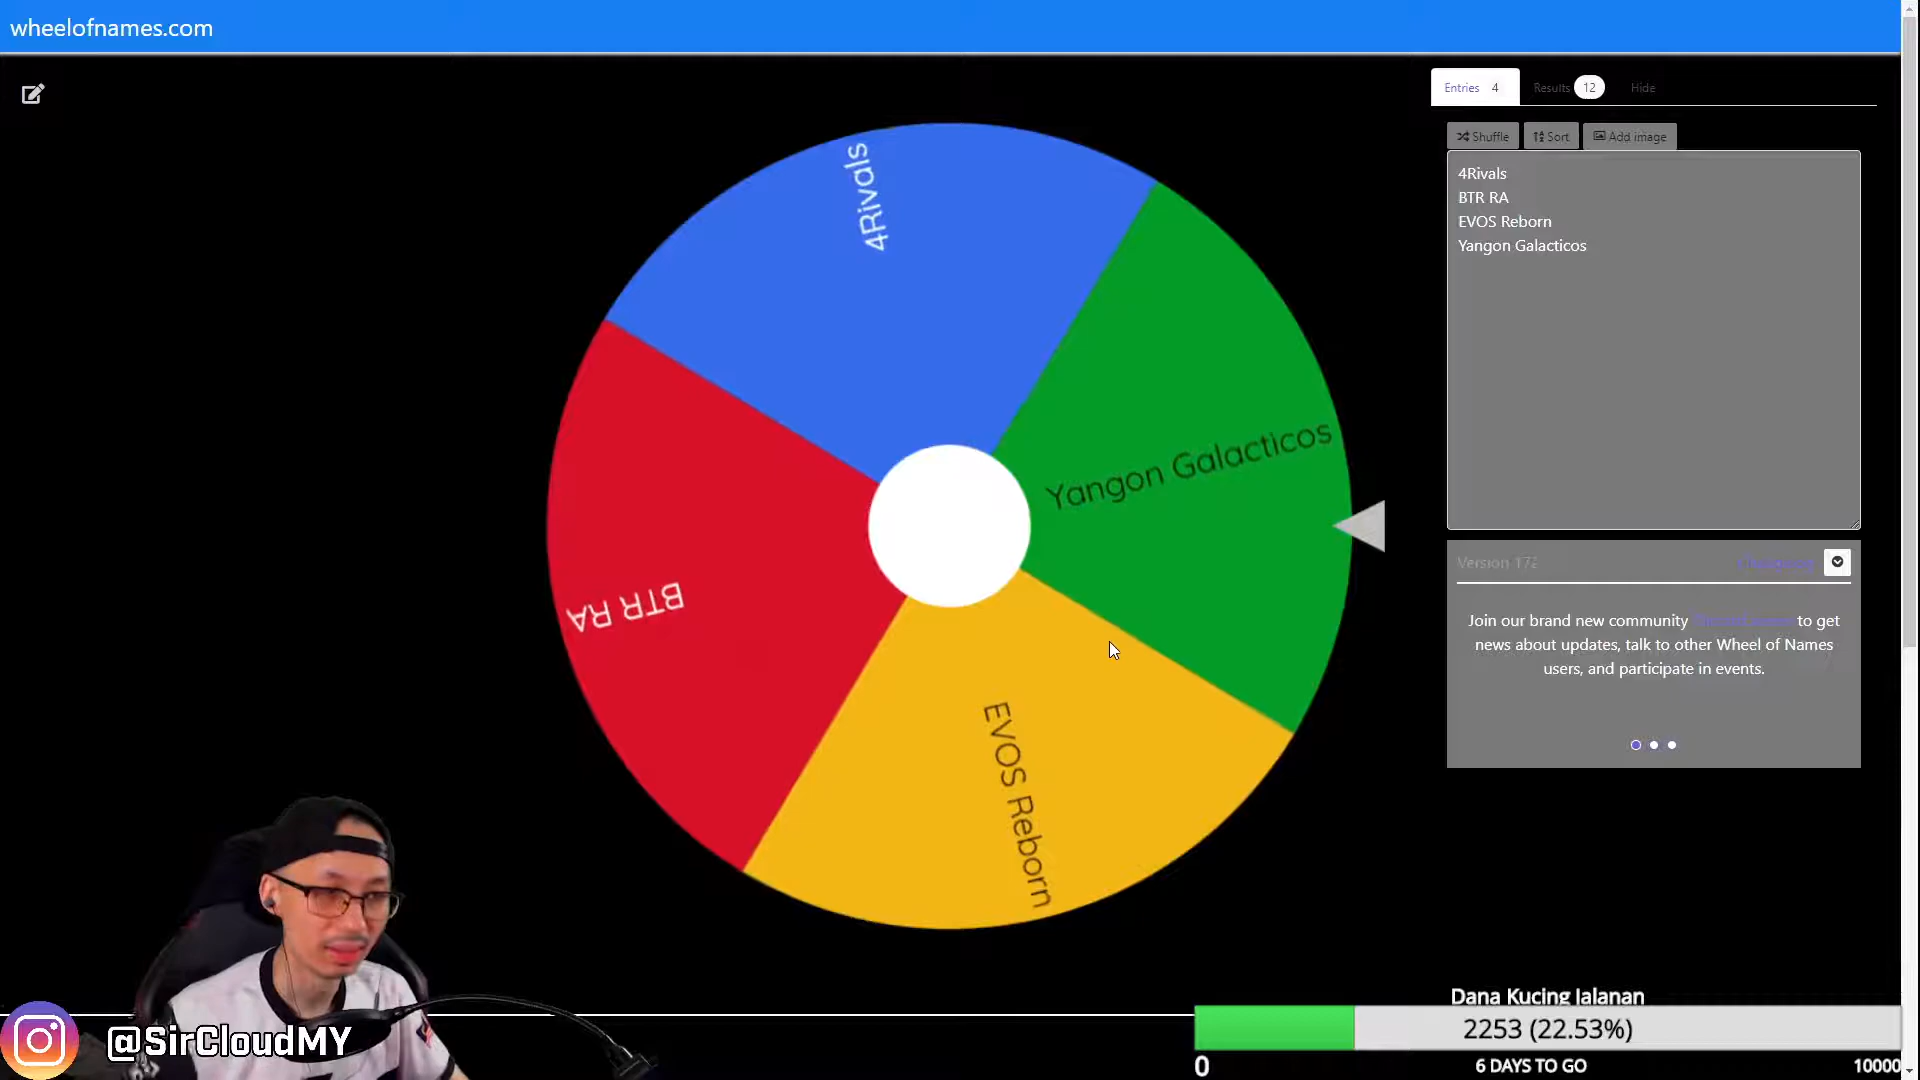 wheelofnames.com
Entries 4
Results 12
Hide
Shuffle
Sort
Add image
4Rivals
BTR RA
EVOS Reborn
Yangon Galacticos
4Rivals
Yangon Galacticos
BTR RA
EVOS Reborn
Version 172
Join our brand new community to get
news about updates, talk to other Wheel of Names
users, and participate in events.
Dana Kucing Jalanan
2253 (22.53%)
0
6 DAYS TO GO
10000
@SirCloudMY